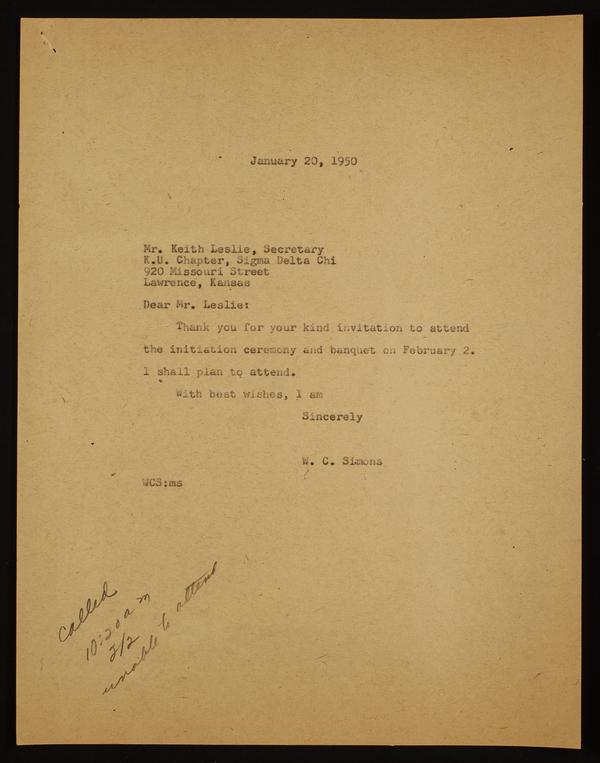 January 20, 1950
Mr. Keith Leslie, Secretary
K.U. Chapter, Sigma Delta Chi
920 Missouri Street
Lawrence, Kansas
Dear Mr. Leslie:
Thank you for your kind invitation to attend
the initiation ceremony and banquet on February 2.
I shall plan to attend.
With best wishes, I am
Sincerely
W. C. Simons
WCS:ms
called
10:20 a m
2/2
unable to attend